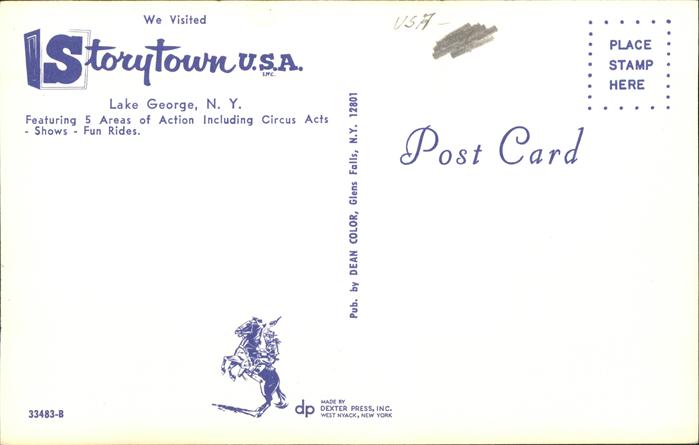 We Visited
Storytown U.S.A.
INC.
Lake George, N. Y.
Featuring 5 Areas of Action Including Circus Acts
- Shows - Fun Rides.
33483-B
dp
MADE BY
DEXTER PRESS, INC.
WEST NYACK, NEW YORK
Pub. by DEAN COLOR, Glens Falls, N.Y. 12801
USA -
PLACE
STAMP
HERE
Post Card